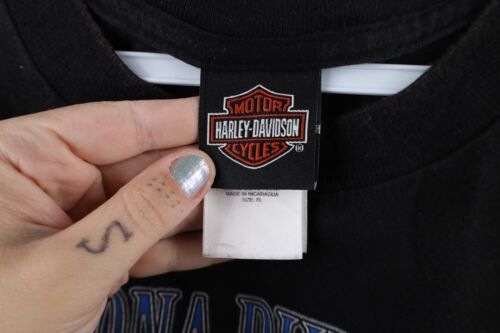 MOTOR
HARLEY-DAVIDSON
CYCLES
®
MADE IN NICARAGUA
SIZE: XL